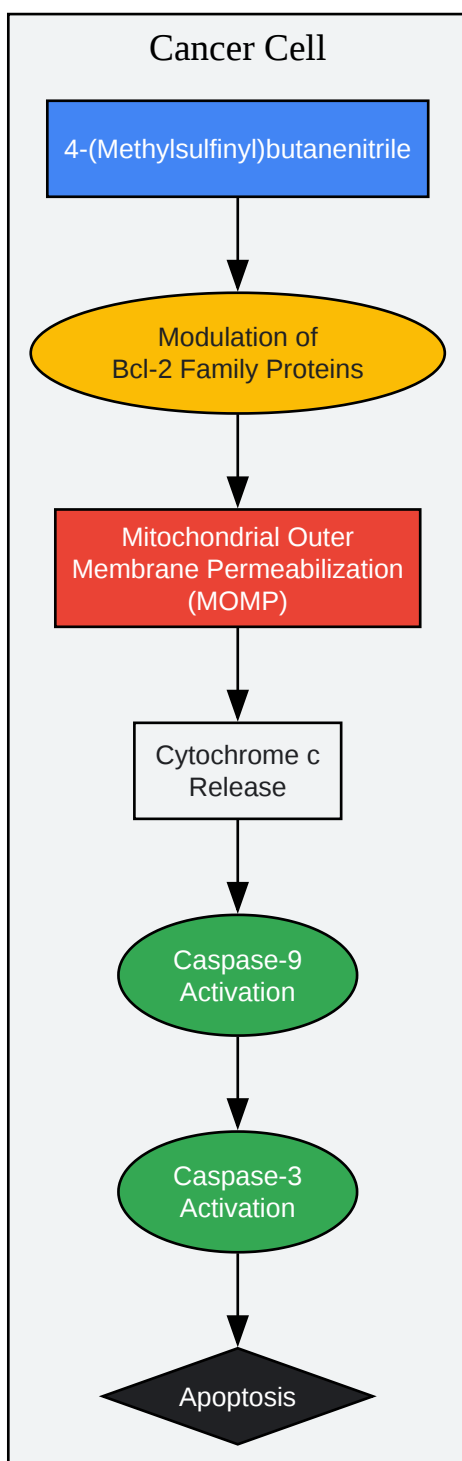 Cancer Cell
4-(Methylsulfinyl)butanenitrile
Modulation of
Bcl-2 Family Proteins
Mitochondrial Outer
Membrane Permeabilization
(MOMP)
Cytochrome c
Release
Caspase-9
Activation
Caspase-3
Activation
Apoptosis